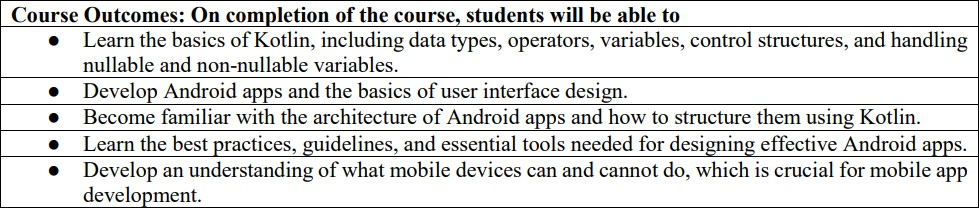 Course Outcomes: On completion of the course, students will be able to
● Learn the basics of Kotlin, including data types, operators, variables, control structures, and handling
nullable and non-nullable variables.
● Develop Android apps and the basics of user interface design.
● Become familiar with the architecture of Android apps and how to structure them using Kotlin.
● Learn the best practices, guidelines, and essential tools needed for designing effective Android apps.
● Develop an understanding of what mobile devices can and cannot do, which is crucial for mobile app
development.